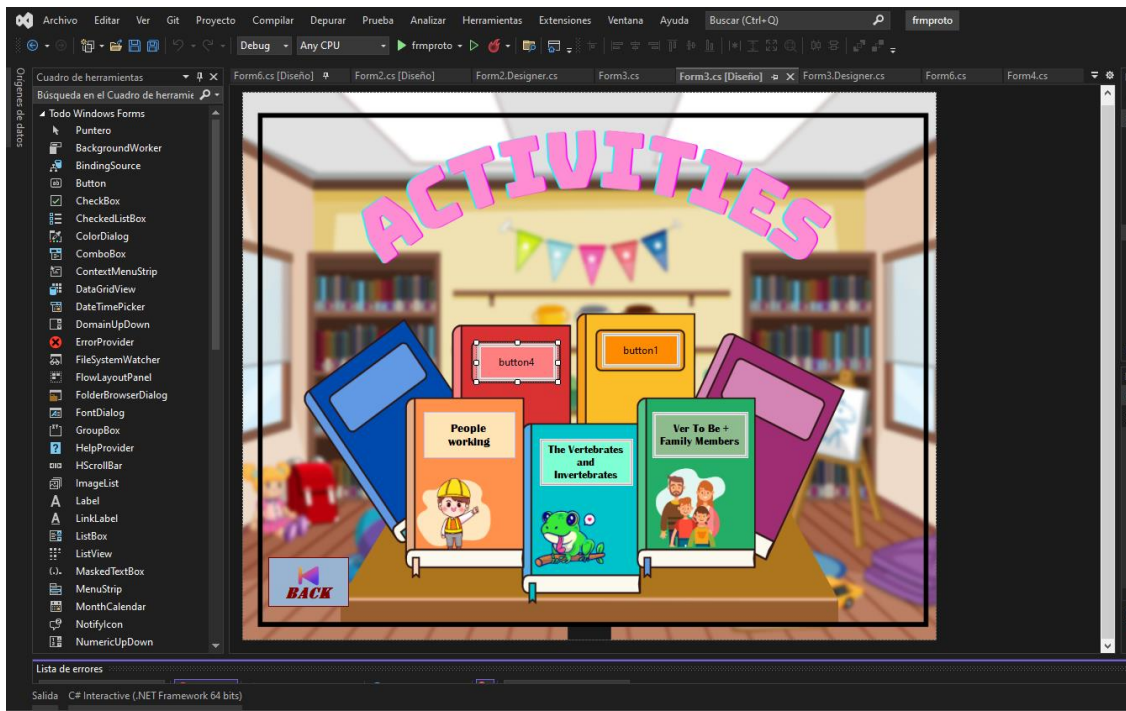 Archivo Editar Ver Git Proyecto Compilar Depurar Prueba Analizar Herramientas Extensiones Ventana Ayuda Buscar (Ctrl+Q) frmproto
Debug Any CPU frmproto
Orígenes de datos
Cuadro de herramientas
Form6.cs [Diseño] Form2.cs [Diseño] Form2.Designer.cs Form3.cs Form3.cs [Diseño] Form3.Designer.cs Form6.cs Form4.cs
Búsqueda en el Cuadro de herramie
Todo Windows Forms
Puntero
BackgroundWorker
BindingSource
Button
CheckBox
CheckedListBox
ColorDialog
ComboBox
ContextMenuStrip
DataGridView
DateTimePicker
DomainUpDown
ErrorProvider
FileSystemWatcher
FlowLayoutPanel
FolderBrowserDialog
FontDialog
GroupBox
HelpProvider
HScrollBar
ImageList
Label
LinkLabel
ListBox
ListView
MaskedTextBox
MenuStrip
MonthCalendar
NotifyIcon
NumericUpDown
ACTIVITIES
button4
button1
People
working
The Vertebrates
and
Invertebrates
Ver To Be +
Family Members
BACK
Lista de errores
Salida C# Interactive (.NET Framework 64 bits)